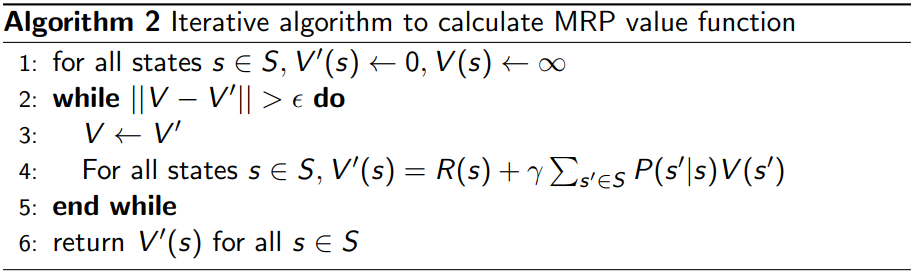 Algorithm 2 Iterative algorithm to calculate MRP value function
1: for all states s ∈ S, V′(s) ← 0, V(s) ← ∞
2: while ||V − V′|| > ϵ do
3: V ← V′
4: For all states s ∈ S, V′(s) = R(s) + γ ∑_{s′∈S} P(s′|s)V(s′)
5: end while
6: return V′(s) for all s ∈ S